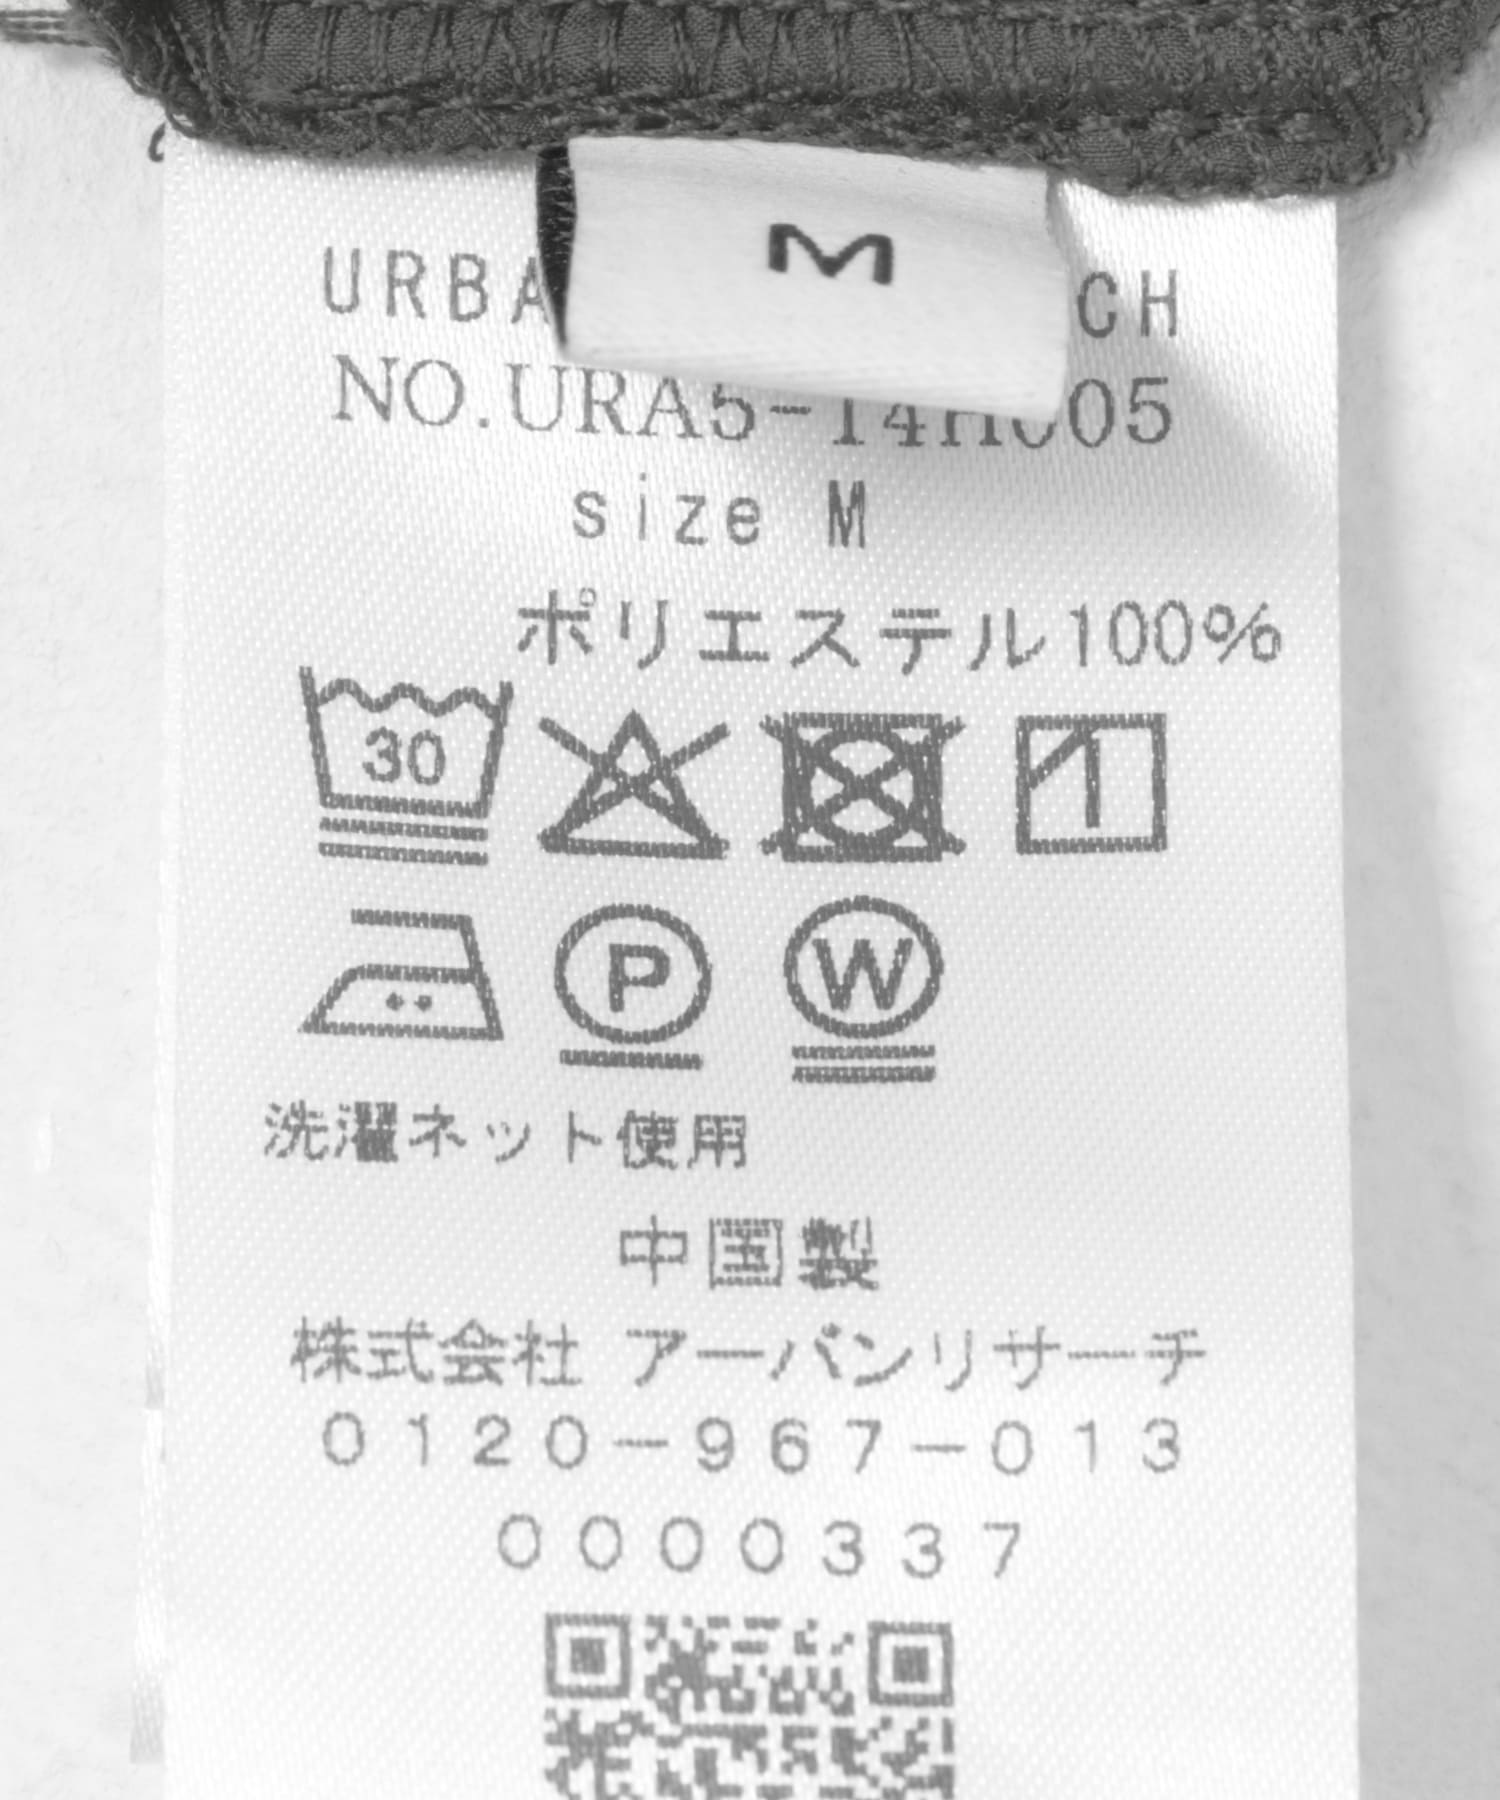 M
URBA CH
NO.URA5-14H005
size M
ポリエステル100%
30
P W
洗濯ネット使用
中国製
株式会社 アーバンリサーチ
0120-967-013
0000337